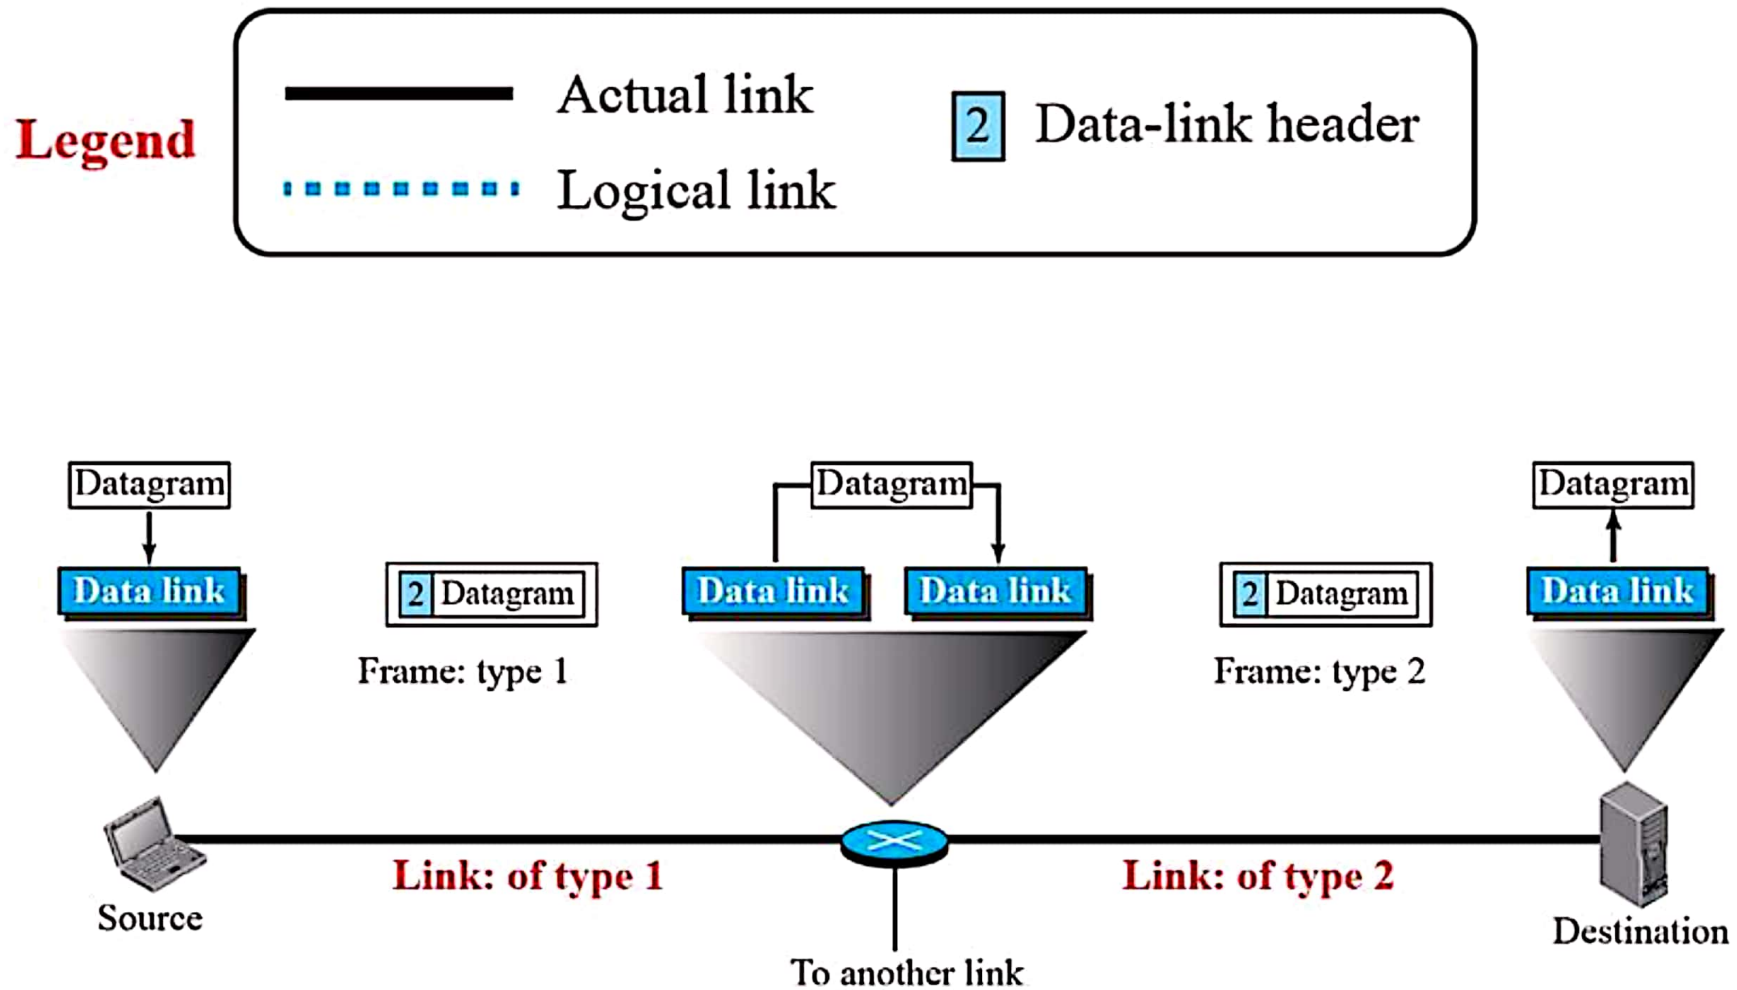 Legend
Actual link
Logical link
2 Data-link header
Datagram
Datagram
Datagram
Data link
2 Datagram
Data link
Data link
2 Datagram
Data link
Frame: type 1
Frame: type 2
Link: of type 1
Link: of type 2
Source
Destination
To another link